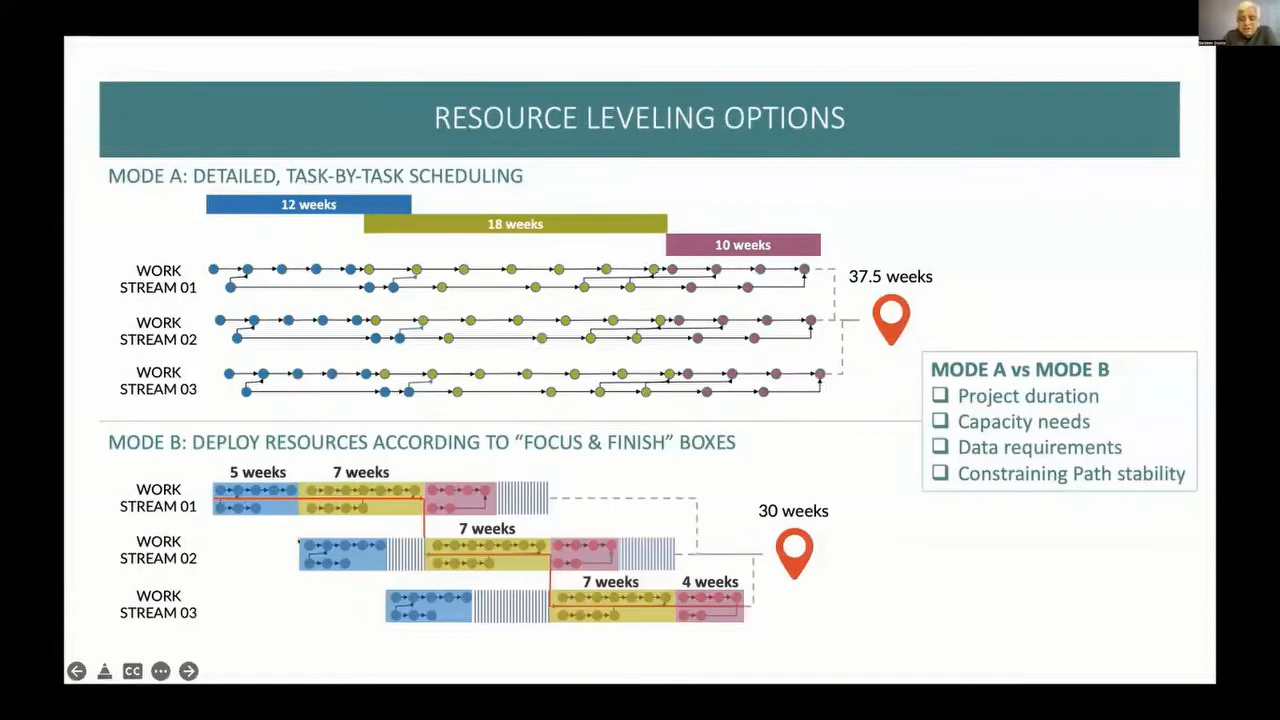 RESOURCE LEVELING OPTIONS
MODE A: DETAILED, TASK-BY-TASK SCHEDULING
12 weeks
18 weeks
10 weeks
WORK
STREAM 01
WORK
STREAM 02
WORK
STREAM 03
37.5 weeks
MODE A vs MODE B
Project duration
Capacity needs
Data requirements
Constraining Path stability
MODE B: DEPLOY RESOURCES ACCORDING TO “FOCUS & FINISH” BOXES
5 weeks 7 weeks
WORK
STREAM 01
7 weeks
WORK
STREAM 02
7 weeks 4 weeks
WORK
STREAM 03
30 weeks
CC